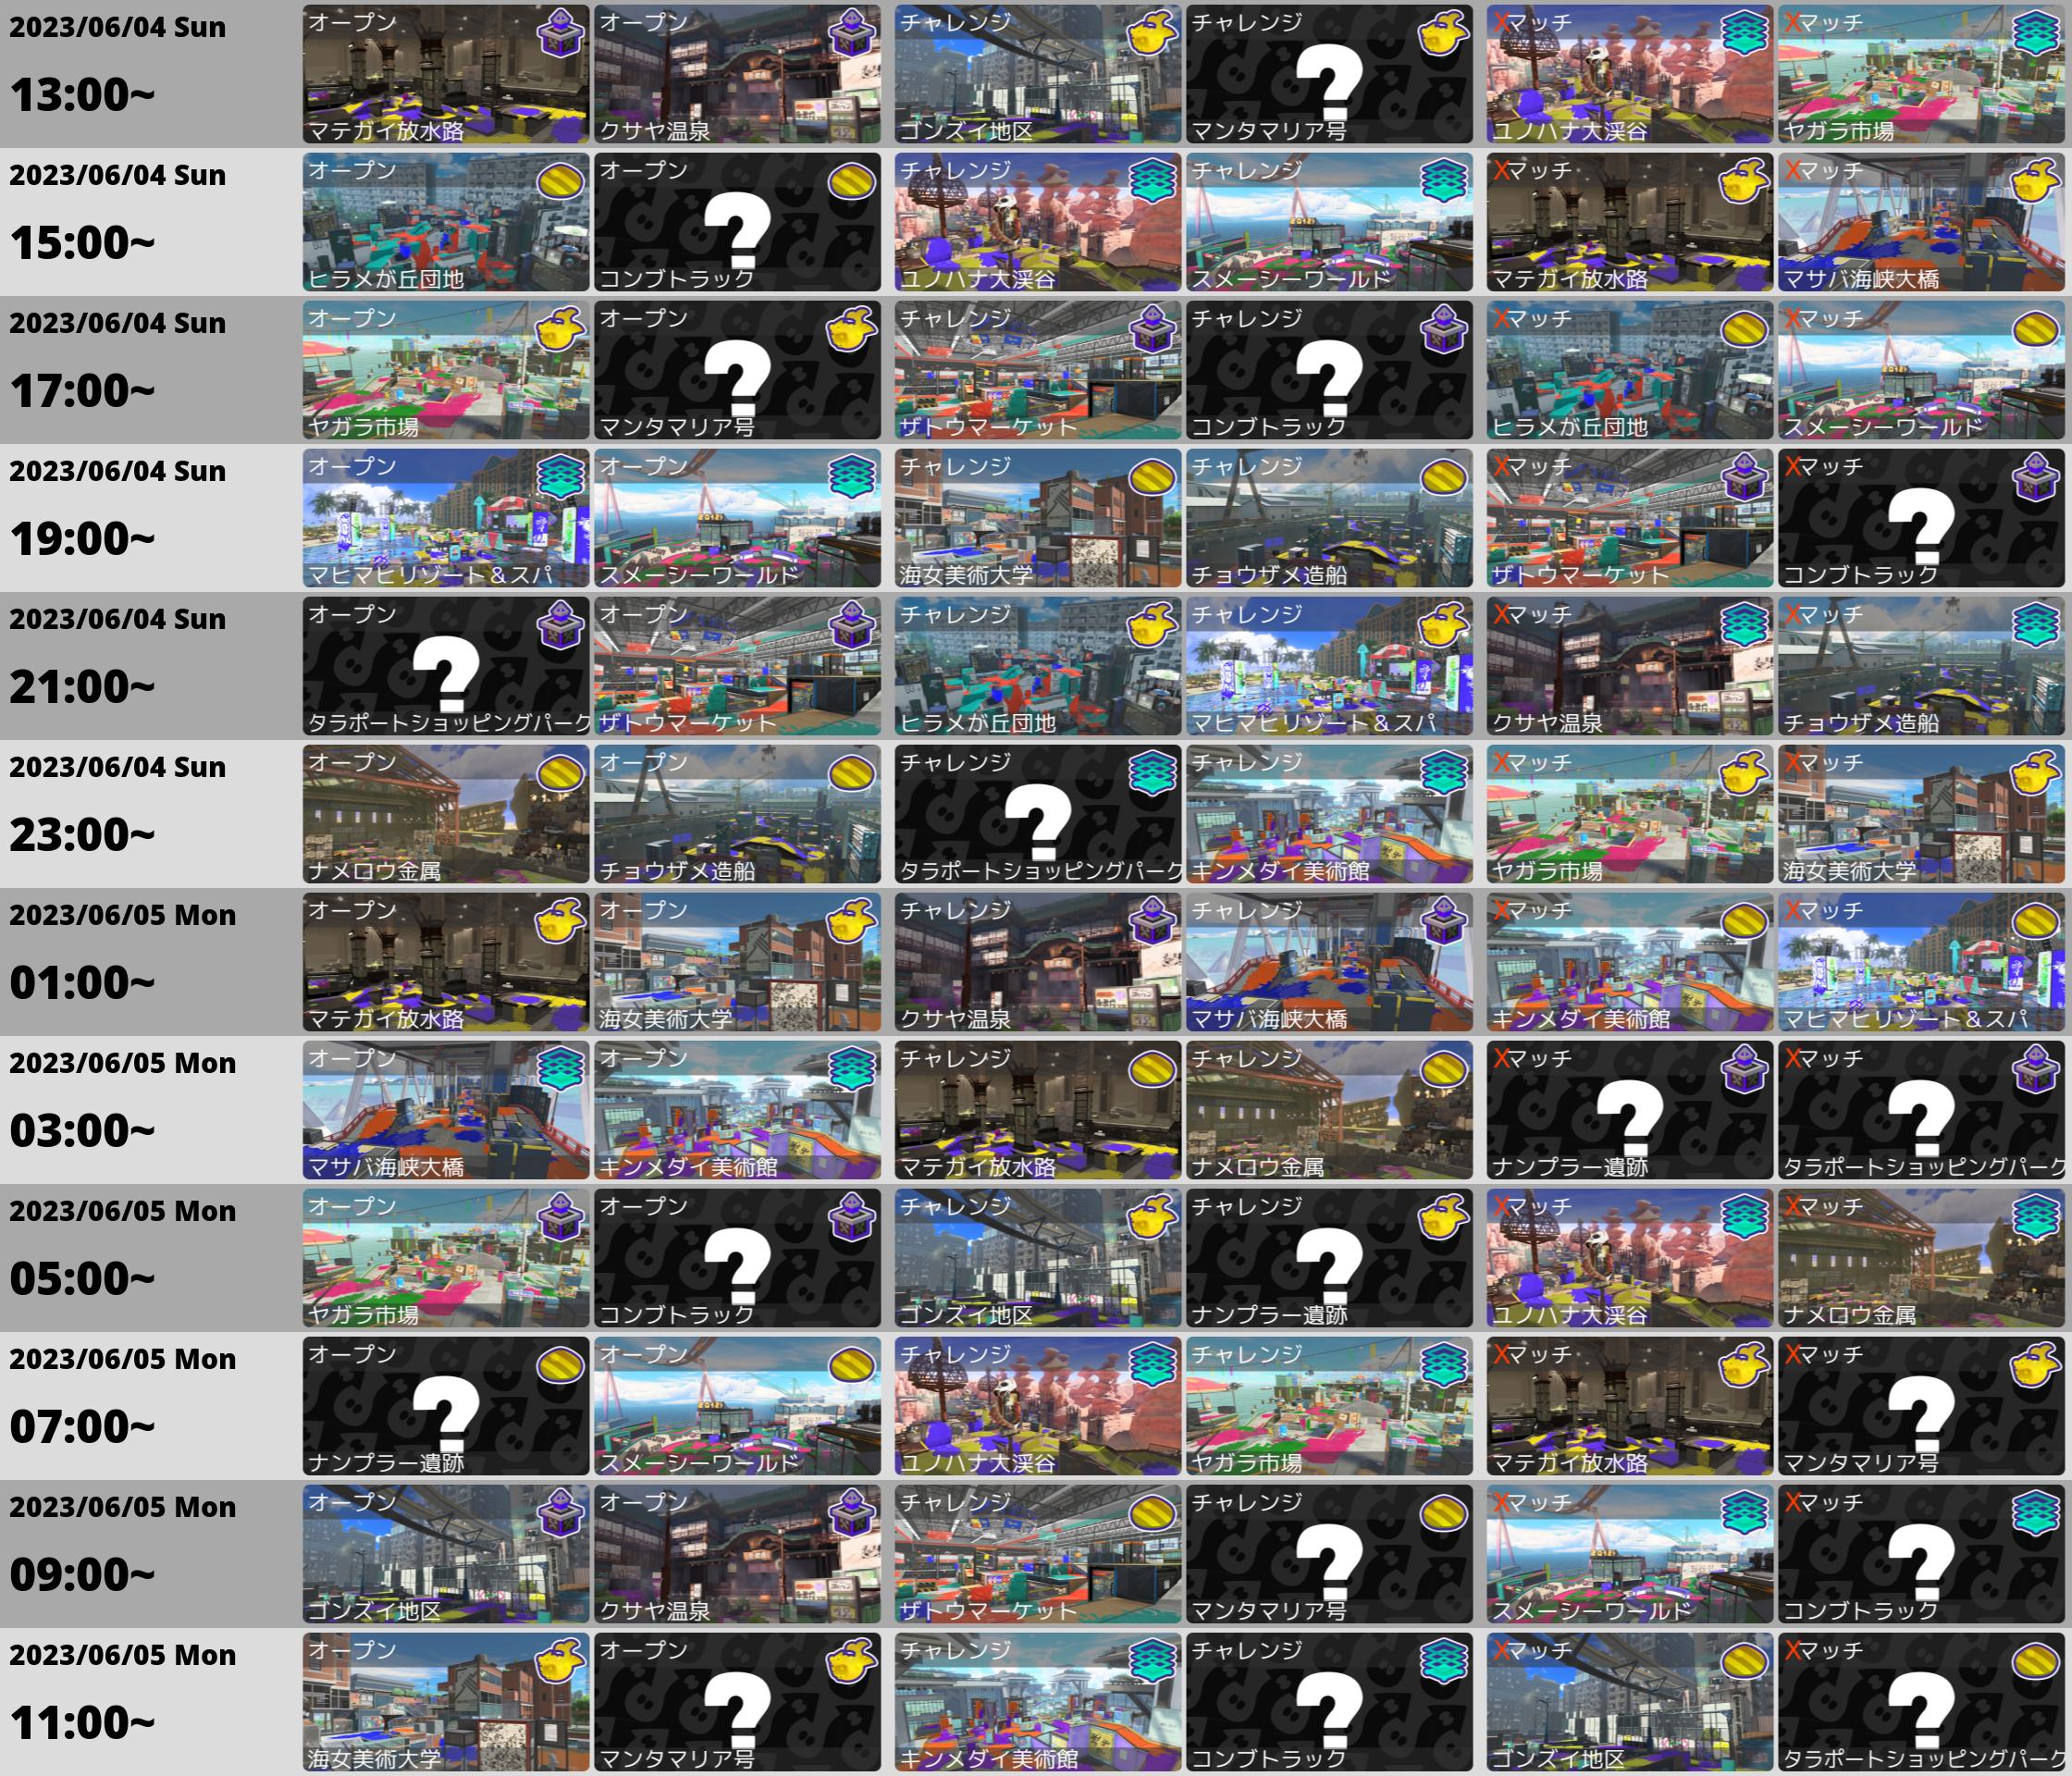 2023/06/04 Sun
13:00~
オープン オープン チャレンジ チャレンジ Xマッチ Xマッチ
マテガイ放水路 クサヤ温泉 ゴンズイ地区 マンタマリア号 ユノハナ大渓谷 ヤガラ市場
2023/06/04 Sun
15:00~
オープン オープン チャレンジ チャレンジ Xマッチ Xマッチ
ヒラメが丘団地 コンブトラック ユノハナ大渓谷 スメーシーワールド マテガイ放水路 マサバ海峡大橋
2023/06/04 Sun
17:00~
オープン オープン チャレンジ チャレンジ Xマッチ Xマッチ
ヤガラ市場 マンタマリア号 ザトウマーケット コンブトラック ヒラメが丘団地 スメーシーワールド
2023/06/04 Sun
19:00~
オープン オープン チャレンジ チャレンジ Xマッチ Xマッチ
マヒマヒリゾート＆スパ スメーシーワールド 海女美術大学 チョウザメ造船 ザトウマーケット コンブトラック
2023/06/04 Sun
21:00~
オープン オープン チャレンジ チャレンジ Xマッチ Xマッチ
タラポートショッピングパーク ザトウマーケット ヒラメが丘団地 マヒマヒリゾート＆スパ クサヤ温泉 チョウザメ造船
2023/06/04 Sun
23:00~
オープン オープン チャレンジ チャレンジ Xマッチ Xマッチ
ナメロウ金属 チョウザメ造船 タラポートショッピングパーク キンメダイ美術館 ヤガラ市場 海女美術大学
2023/06/05 Mon
01:00~
オープン オープン チャレンジ チャレンジ Xマッチ Xマッチ
マテガイ放水路 海女美術大学 クサヤ温泉 マサバ海峡大橋 キンメダイ美術館 マヒマヒリゾート＆スパ
2023/06/05 Mon
03:00~
オープン オープン チャレンジ チャレンジ Xマッチ Xマッチ
マサバ海峡大橋 キンメダイ美術館 マテガイ放水路 ナメロウ金属 ナンプラー遺跡 タラポートショッピングパーク
2023/06/05 Mon
05:00~
オープン オープン チャレンジ チャレンジ Xマッチ Xマッチ
ヤガラ市場 コンブトラック ゴンズイ地区 ナンプラー遺跡 ユノハナ大渓谷 ナメロウ金属
2023/06/05 Mon
07:00~
オープン オープン チャレンジ チャレンジ Xマッチ Xマッチ
ナンプラー遺跡 スメーシーワールド ユノハナ大渓谷 ヤガラ市場 マテガイ放水路 マンタマリア号
2023/06/05 Mon
09:00~
オープン オープン チャレンジ チャレンジ Xマッチ Xマッチ
ゴンズイ地区 クサヤ温泉 ザトウマーケット マンタマリア号 スメーシーワールド コンブトラック
2023/06/05 Mon
11:00~
オープン オープン チャレンジ チャレンジ Xマッチ Xマッチ
海女美術大学 マンタマリア号 キンメダイ美術館 コンブトラック ゴンズイ地区 タラポートショッピングパーク